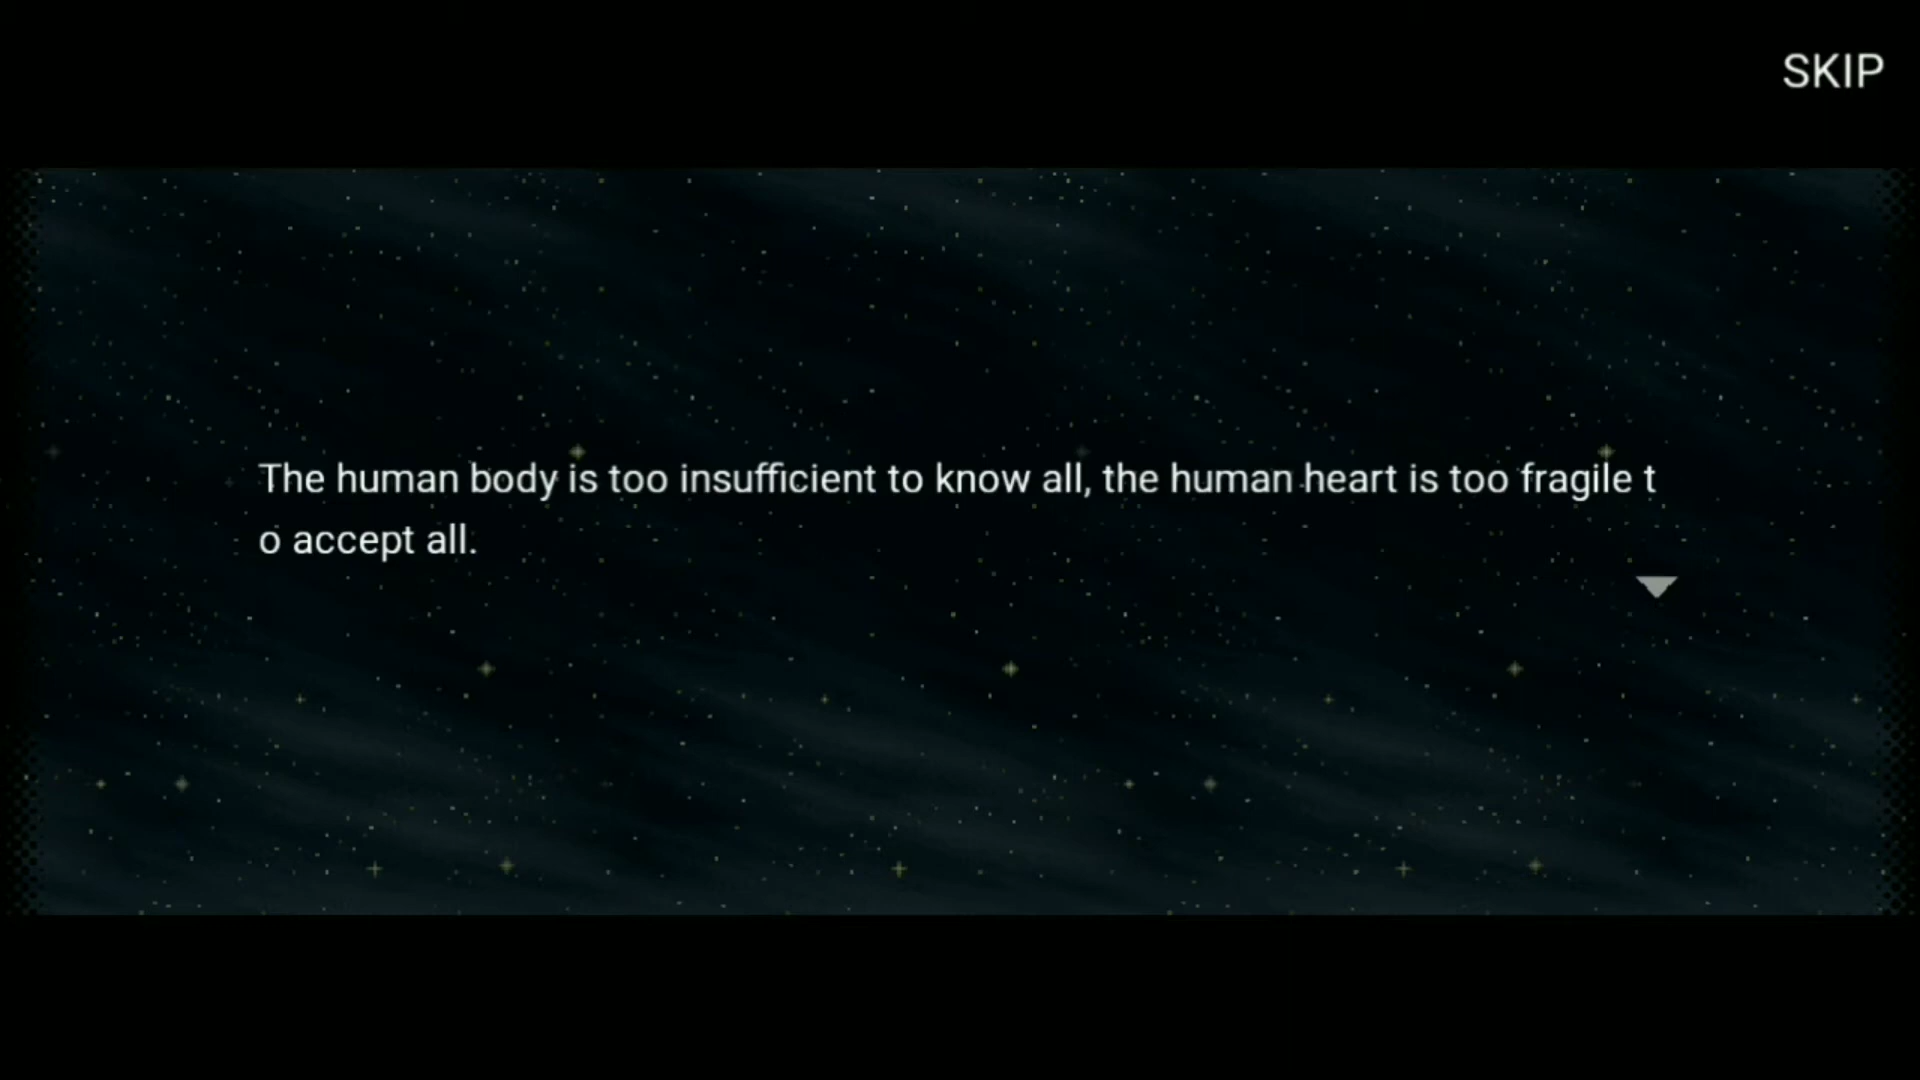 SKIP
The human body is too insufficient to know all, the human heart is too fragile t
o accept all.